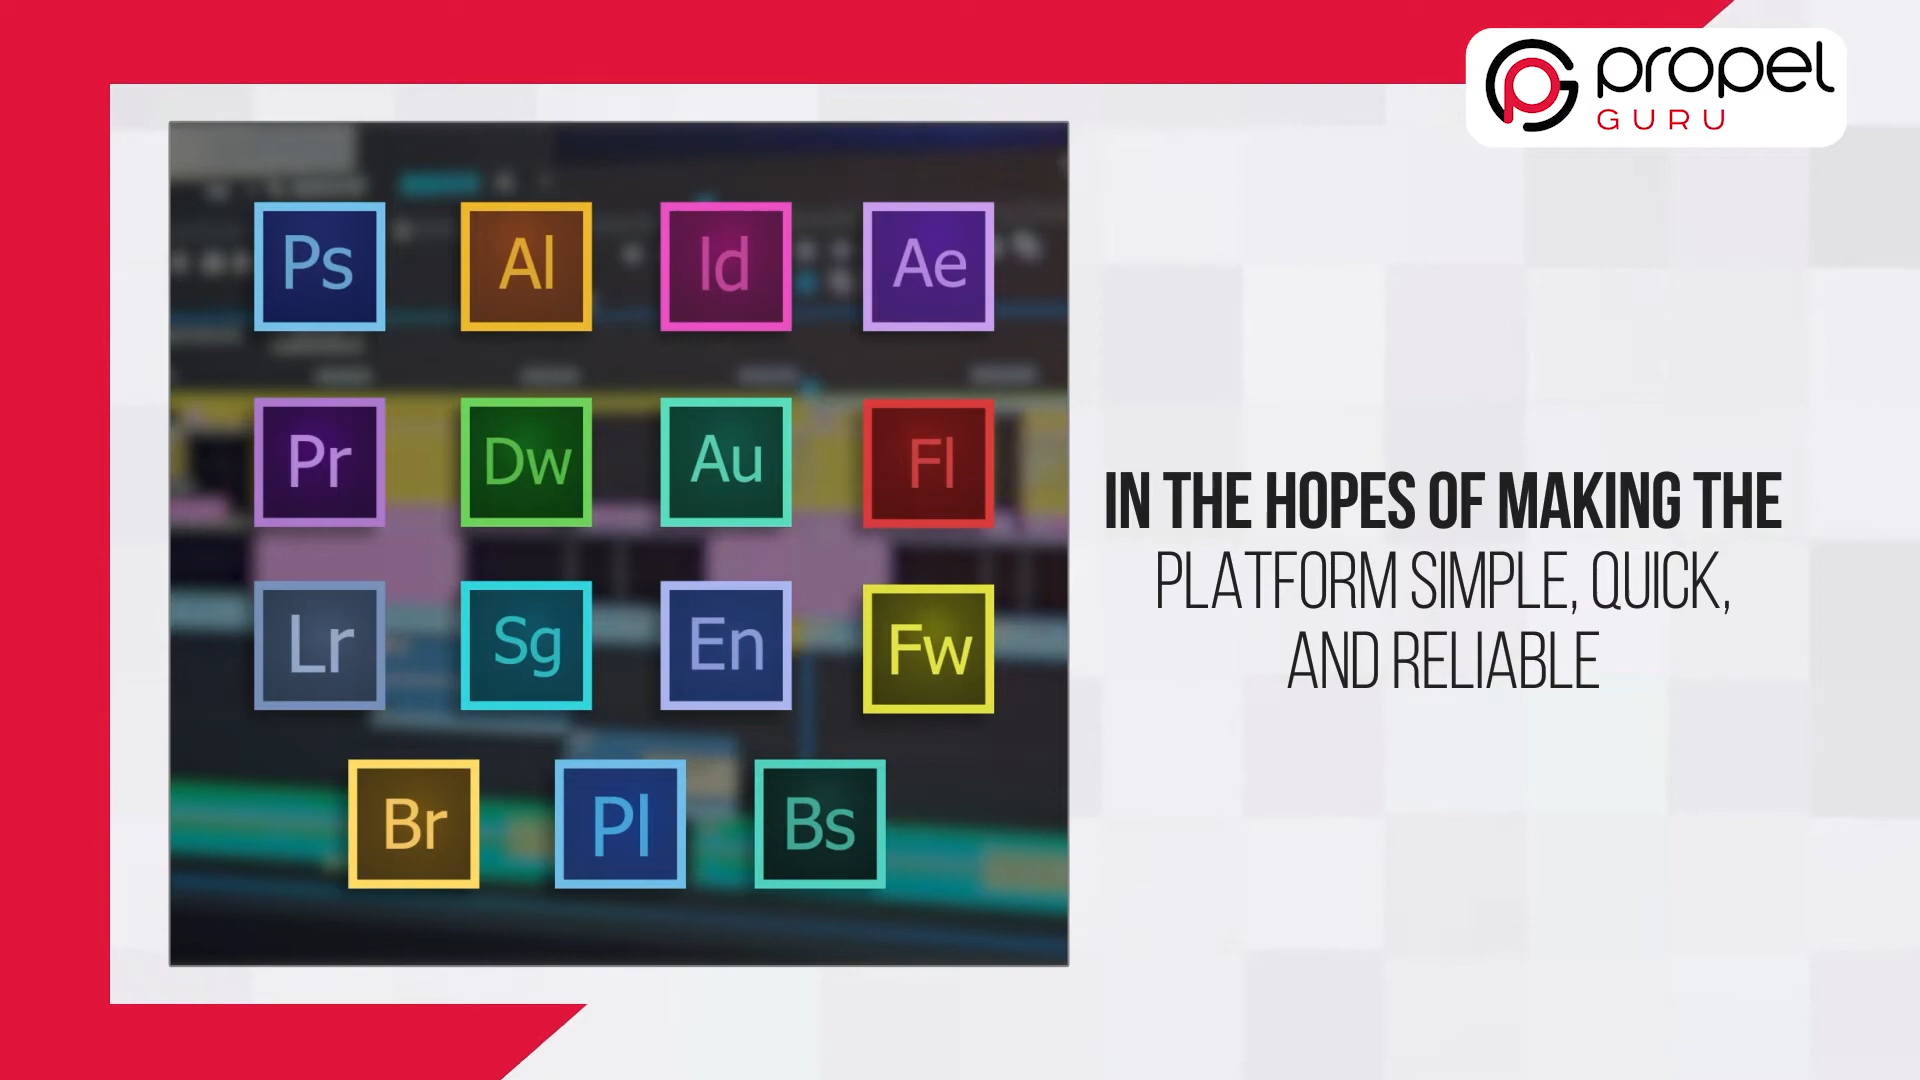 propel
GURU
Ps Al Id Ae
Pr Dw Au Fl
Lr Sg En Fw
Br Pl Bs
IN THE HOPES OF MAKING THE
PLATFORM SIMPLE, QUICK,
AND RELIABLE